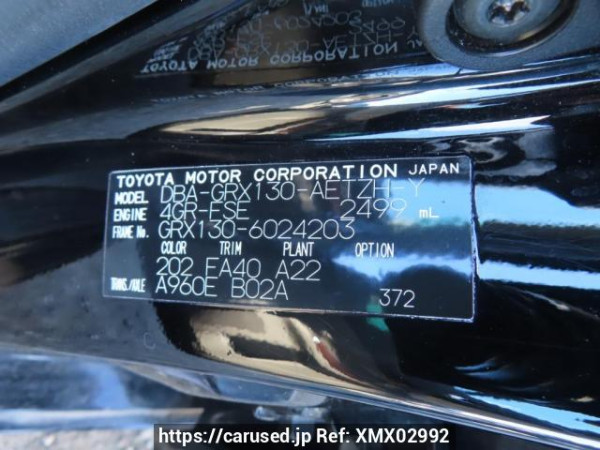 TOYOTA MOTOR CORPORATION JAPAN
MODEL DBA-GRX130-AETZH-Y
ENGINE 4GR-FSE 2499 mL
FRAME No. GRX130-6024203
COLOR TRIM PLANT OPTION
202 EA40 A22
TRANS./AXLE A960E B02A 372
https://carused.jp Ref: XMX02992